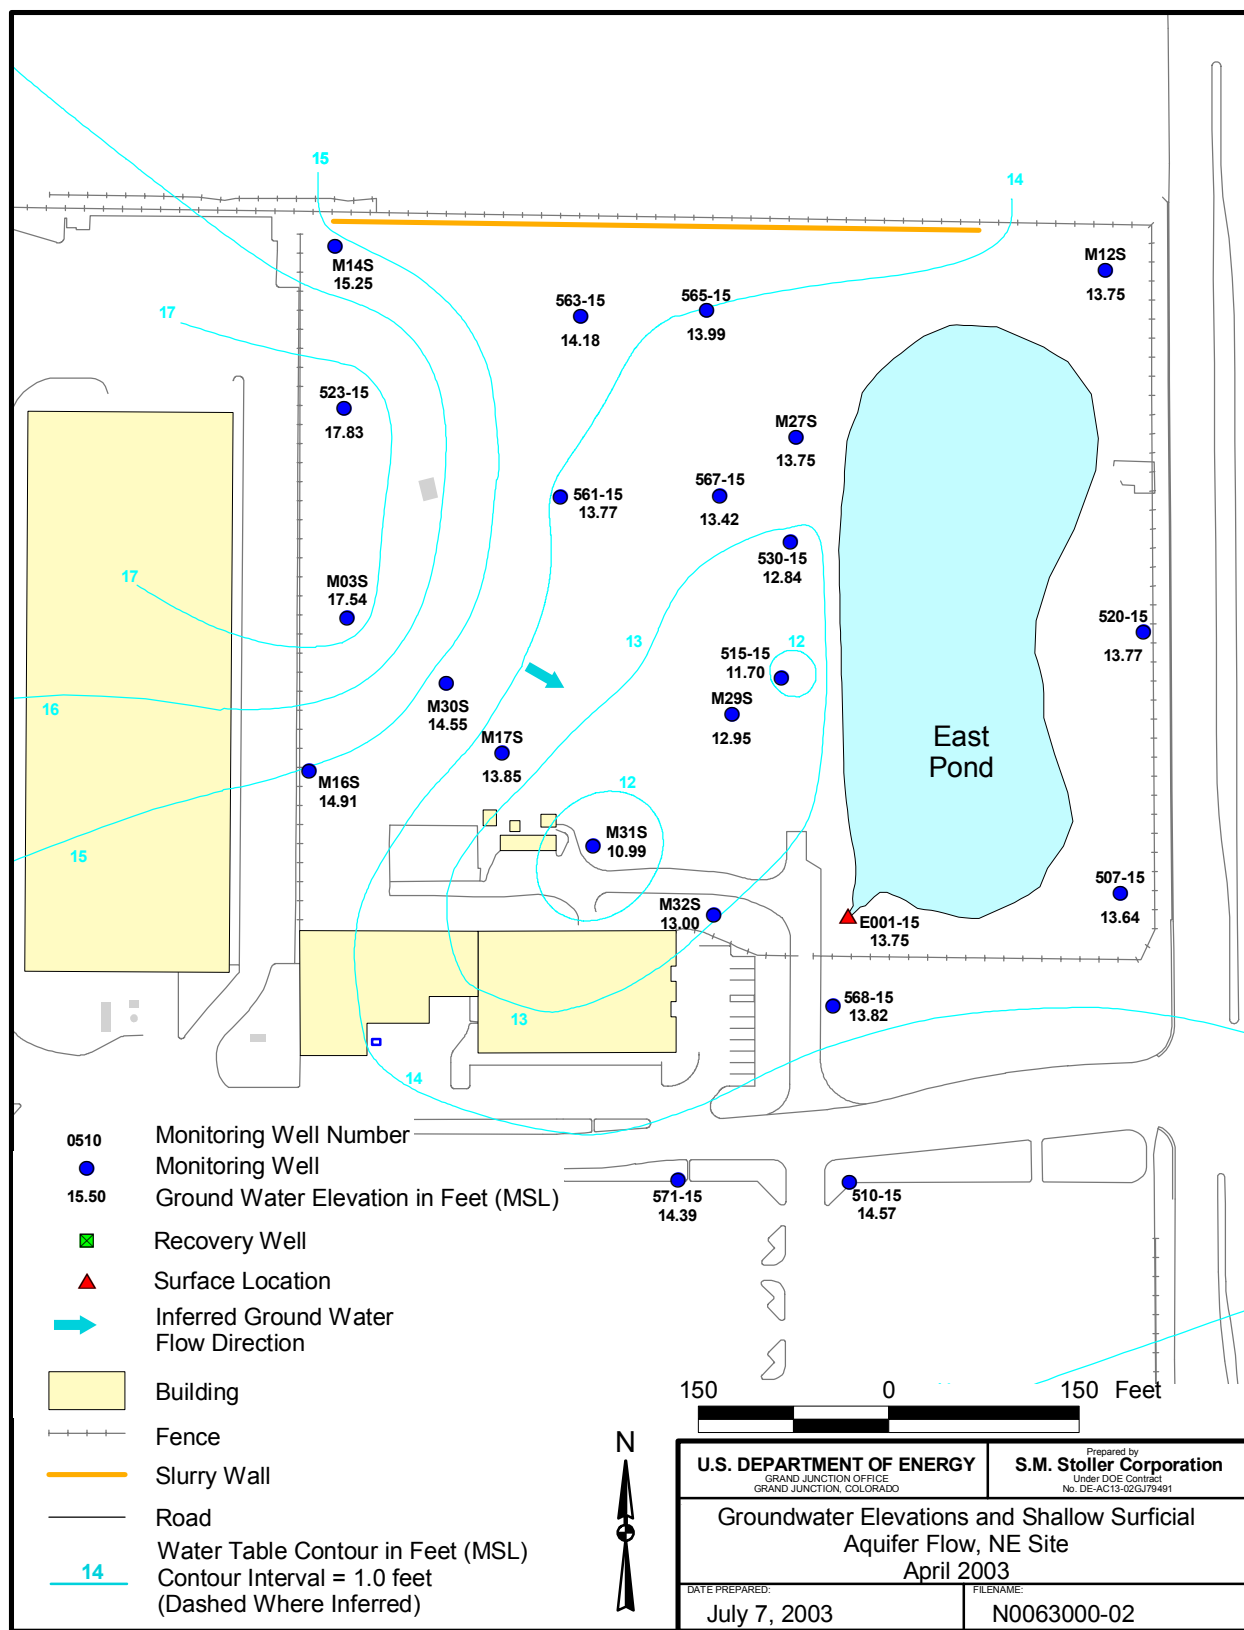 15
14
M14S
15.25
M12S
13.75
563-15
14.18
565-15
13.99
17
523-15
17.83
M27S
13.75
561-15
13.77
567-15
13.42
530-15
12.84
17
M03S
17.54
520-15
13.77
13
12
515-15
11.70
M30S
14.55
M29S
12.95
16
M17S
13.85
East
Pond
M16S
14.91
12
M31S
10.99
15
507-15
13.64
M32S
13.00
E001-15
13.75
568-15
13.82
13
14
0510 Monitoring Well Number
Monitoring Well
15.50 Ground Water Elevation in Feet (MSL)
571-15
14.39
510-15
14.57
Recovery Well
Surface Location
Inferred Ground Water
Flow Direction
Building
Fence
Slurry Wall
Road
14
Water Table Contour in Feet (MSL)
Contour Interval = 1.0 feet
(Dashed Where Inferred)
150 0 150 Feet
N
U.S. DEPARTMENT OF ENERGY
GRAND JUNCTION OFFICE
GRAND JUNCTION, COLORADO
Prepared by
S.M. Stoller Corporation
Under DOE Contract
No. DE-AC13-02GJ79491
Groundwater Elevations and Shallow Surficial
Aquifer Flow, NE Site
April 2003
DATE PREPARED:
July 7, 2003
FILENAME:
N0063000-02